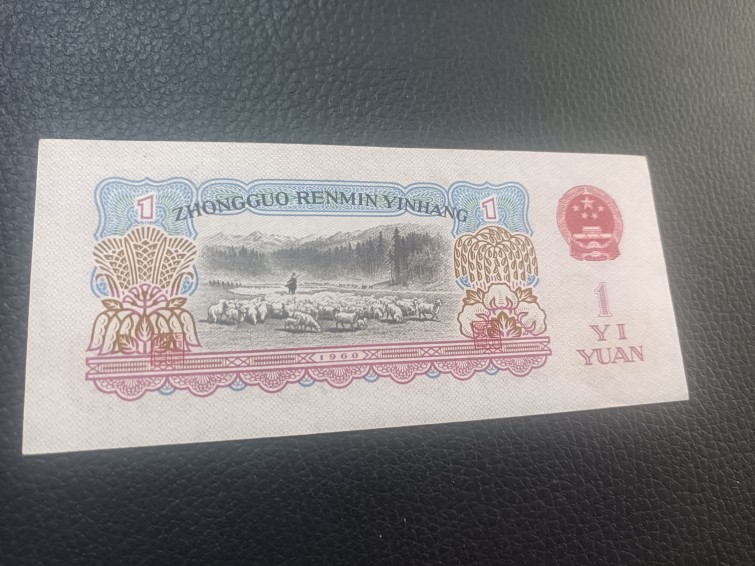 1 ZHONGGUO RENMIN YINHANG 1
1960
1
YI
YUAN